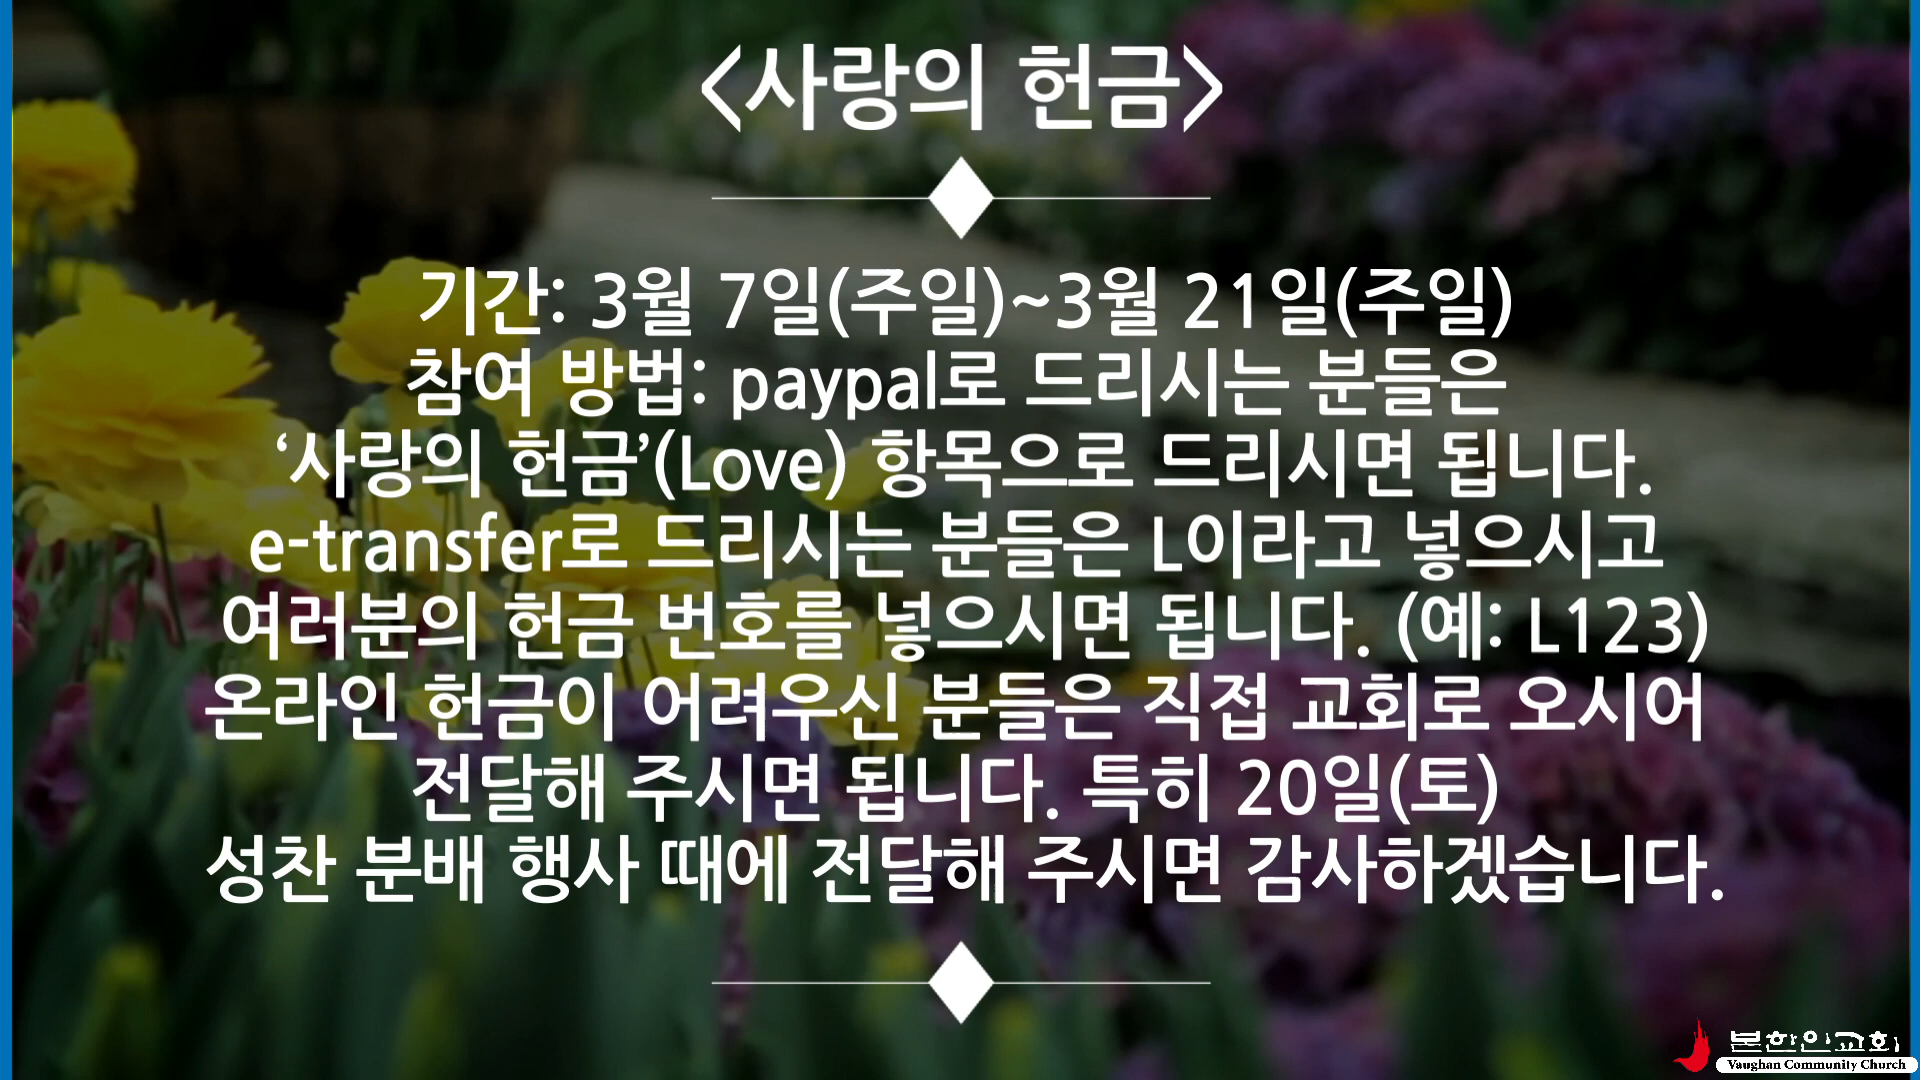 <사랑의 헌금>
기간: 3월 7일(주일)~3월 21일(주일)
참여 방법: paypal로 드리시는 분들은
‘사랑의 헌금’(Love) 항목으로 드리시면 됩니다.
e-transfer로 드리시는 분들은 L이라고 넣으시고
여러분의 헌금 번호를 넣으시면 됩니다. (예: L123)
온라인 헌금이 어려우신 분들은 직접 교회로 오시어
전달해 주시면 됩니다. 특히 20일(토)
성찬 분배 행사 때에 전달해 주시면 감사하겠습니다.
본한인교회
Vaughan Community Church